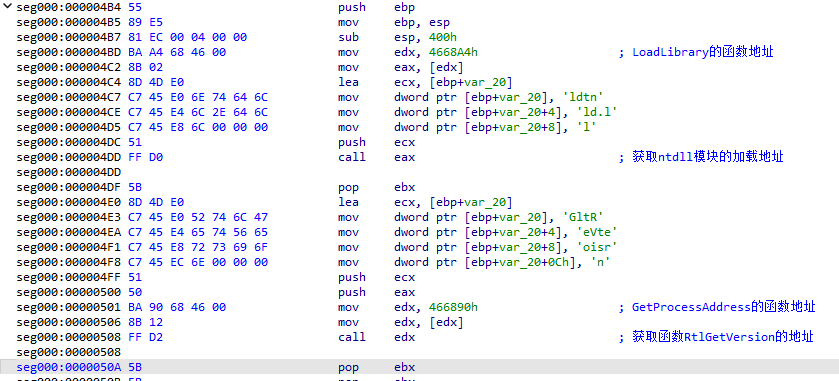 seg000:000004B4 55 push ebp
seg000:000004B5 89 E5 mov ebp, esp
seg000:000004B7 81 EC 00 04 00 00 sub esp, 400h
seg000:000004BD BA A4 68 46 00 mov edx, 4668A4h ; LoadLibrary的函数地址
seg000:000004C2 8B 02 mov eax, [edx]
seg000:000004C4 8D 4D E0 lea ecx, [ebp+var_20]
seg000:000004C7 C7 45 E0 6E 74 64 6C mov dword ptr [ebp+var_20], 'ldtn'
seg000:000004CE C7 45 E4 6C 2E 64 6C mov dword ptr [ebp+var_20+4], 'ld.l'
seg000:000004D5 C7 45 E8 6C 00 00 00 mov dword ptr [ebp+var_20+8], 'l'
seg000:000004DC 51 push ecx
seg000:000004DD FF D0 call eax ; 获取ntdll模块的加载地址
seg000:000004DD
seg000:000004DF 5B pop ebx
seg000:000004E0 8D 4D E0 lea ecx, [ebp+var_20]
seg000:000004E3 C7 45 E0 52 74 6C 47 mov dword ptr [ebp+var_20], 'GltR'
seg000:000004EA C7 45 E4 65 74 56 65 mov dword ptr [ebp+var_20+4], 'eVte'
seg000:000004F1 C7 45 E8 72 73 69 6F mov dword ptr [ebp+var_20+8], 'oisr'
seg000:000004F8 C7 45 EC 6E 00 00 00 mov dword ptr [ebp+var_20+0Ch], 'n'
seg000:000004FF 51 push ecx
seg000:00000500 50 push eax
seg000:00000501 BA 90 68 46 00 mov edx, 466890h ; GetProcessAddress的函数地址
seg000:00000506 8B 12 mov edx, [edx]
seg000:00000508 FF D2 call edx ; 获取函数RtlGetVersion的地址
seg000:00000508
seg000:0000050A 5B pop ebx